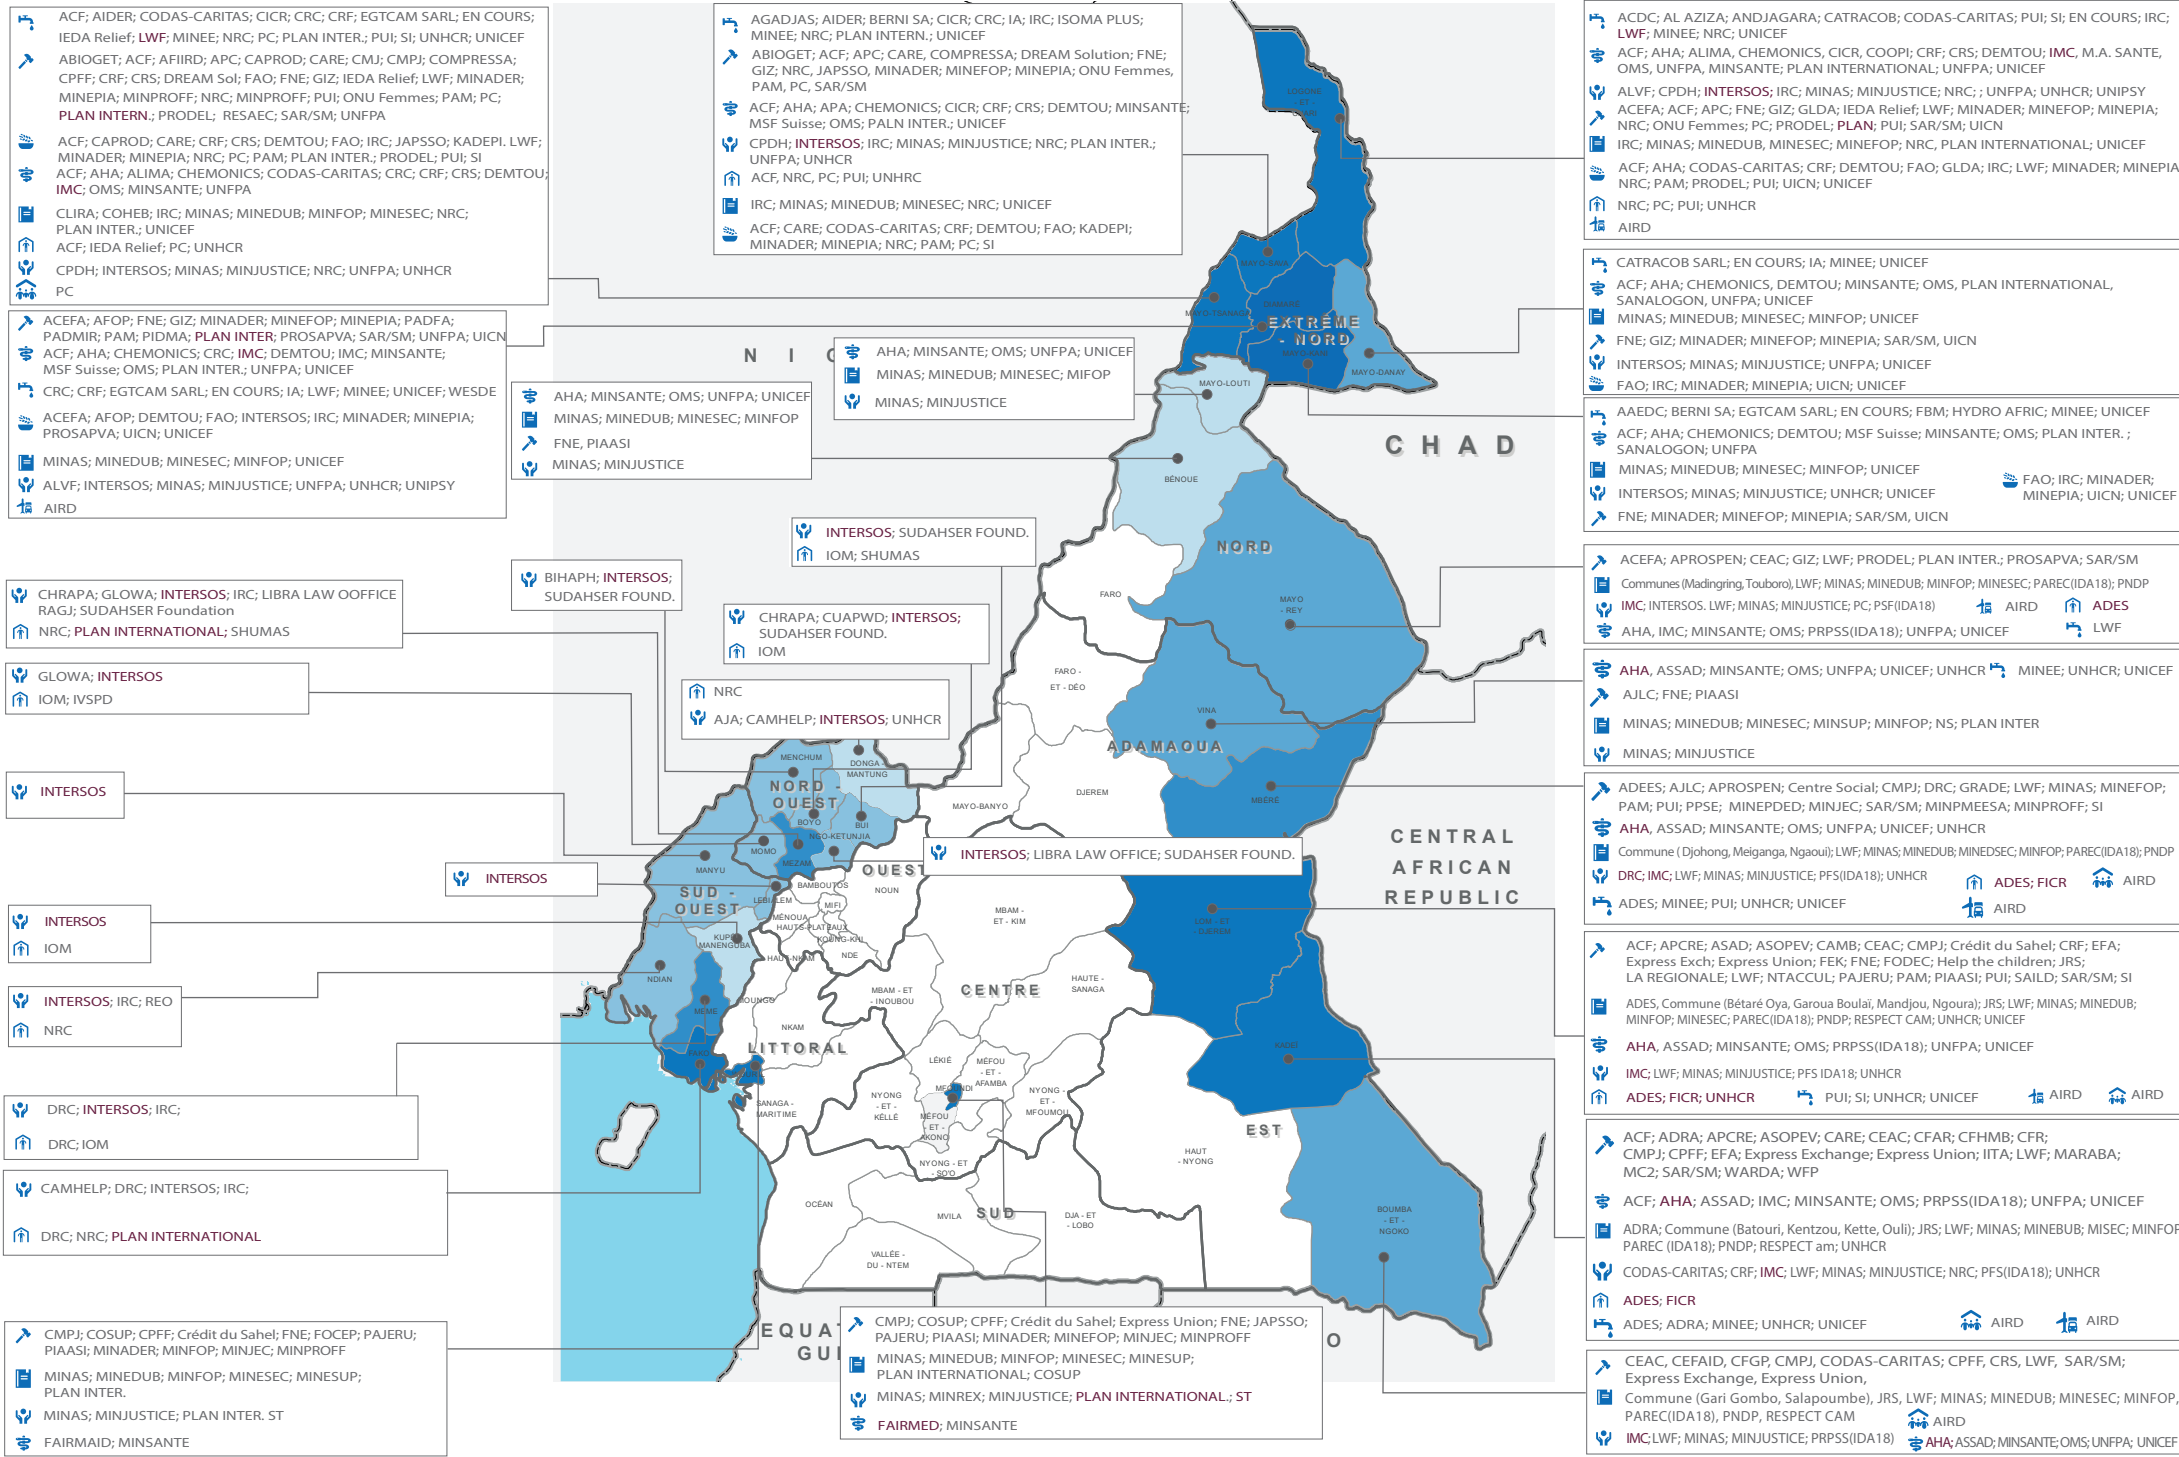 ACF; AIDER; CODAS-CARITAS; CICR; CRC; CRF; EGTCAM SARL; EN COURS;
IEDA Relief; LWF; MINEE; NRC; PC; PLAN INTER.; PUI; SI; UNHCR; UNICEF
ABIOGET; ACF; AFIIRD; APC; CAPROD; CARE; CMJ; CMPJ; COMPRESSA;
CPFF; CRF; CRS; DREAM Sol; FAO; FNE; GIZ; IEDA Relief; LWF; MINADER;
MINEPIA; MINPROFF; NRC; MINPROFF; PUI; ONU Femmes; PAM; PC;
PLAN INTERN.; PRODEL; RESAEC; SAR/SM; UNFPA
ACF; CAPROD; CARE; CRF; CRS; DEMTOU; FAO; IRC; JAPSSO; KADEPI. LWF;
MINADER; MINEPIA; NRC; PC; PAM; PLAN INTER.; PRODEL; PUI; SI
ACF; AHA; ALIMA; CHEMONICS; CODAS-CARITAS; CRC; CRF; CRS; DEMTOU;
IMC; OMS; MINSANTE; UNFPA
CLIRA; COHEB; IRC; MINAS; MINEDUB; MINFOP; MINESEC; NRC;
PLAN INTER.; UNICEF
ACF; IEDA Relief; PC; UNHCR
CPDH; INTERSOS; MINAS; MINJUSTICE; NRC; UNFPA; UNHCR
PC
ACEFA; AFOP; FNE; GIZ; MINADER; MINEFOP; MINEPIA; PADFA;
PADMIR; PAM; PIDMA; PLAN INTER; PROSAPVA; SAR/SM; UNFPA; UICN
ACF; AHA; CHEMONICS; CRC; IMC; DEMTOU; IMC; MINSANTE;
MSF Suisse; OMS; PLAN INTER.; UNFPA; UNICEF
CRC; CRF; EGTCAM SARL; EN COURS; IA; LWF; MINEE; UNICEF; WESDE
ACEFA; AFOP; DEMTOU; FAO; INTERSOS; IRC; MINADER; MINEPIA;
PROSAPVA; UICN; UNICEF
MINAS; MINEDUB; MINESEC; MINFOP; UNICEF
ALVF; INTERSOS; MINAS; MINJUSTICE; UNFPA; UNHCR; UNIPSY
AIRD
AGADJAS; AIDER; BERNI SA; CICR; CRC; IA; IRC; ISOMA PLUS;
MINEE; NRC; PLAN INTERN.; UNICEF
ABIOGET; ACF; APC; CARE, COMPRESSA; DREAM Solution; FNE;
GIZ; NRC, JAPSSO, MINADER; MINEFOP; MINEPIA; ONU Femmes,
PAM, PC, SAR/SM
ACF; AHA; APA; CHEMONICS; CICR; CRF; CRS; DEMTOU; MINSANTE;
MSF Suisse; OMS; PALN INTER.; UNICEF
CPDH; INTERSOS; IRC; MINAS; MINJUSTICE; NRC; PLAN INTER.;
UNFPA; UNHCR
ACF, NRC, PC; PUI; UNHRC
IRC; MINAS; MINEDUB; MINESEC; NRC; UNICEF
ACF; CARE; CODAS-CARITAS; CRF; DEMTOU; FAO; KADEPI;
MINADER; MINEPIA; NRC; PAM; PC; SI
AHA; MINSANTE; OMS; UNFPA; UNICEF
MINAS; MINEDUB; MINESEC; MIFOP
MINAS; MINJUSTICE
AHA; MINSANTE; OMS; UNFPA; UNICEF
MINAS; MINEDUB; MINESEC; MINFOP
FNE, PIAASI
MINAS; MINJUSTICE
INTERSOS; SUDAHSER FOUND.
IOM; SHUMAS
BIHAPH; INTERSOS;
SUDAHSER FOUND.
CHRAPA; CUAPWD; INTERSOS;
SUDAHSER FOUND.
IOM
NRC
AJA; CAMHELP; INTERSOS; UNHCR
CHRAPA; GLOWA; INTERSOS; IRC; LIBRA LAW OOFFICE
RAGJ; SUDAHSER Foundation
NRC; PLAN INTERNATIONAL; SHUMAS
GLOWA; INTERSOS
IOM; IVSPD
INTERSOS
INTERSOS
INTERSOS; LIBRA LAW OFFICE; SUDAHSER FOUND.
INTERSOS
IOM
INTERSOS; IRC; REO
NRC
DRC; INTERSOS; IRC;
DRC; IOM
CAMHELP; DRC; INTERSOS; IRC;
DRC; NRC; PLAN INTERNATIONAL
CMPJ; COSUP; CPFF; Crédit du Sahel; FNE; FOCEP; PAJERU;
PIAASI; MINADER; MINFOP; MINJEC; MINPROFF
MINAS; MINEDUB; MINFOP; MINESEC; MINESUP;
PLAN INTER.
MINAS; MINJUSTICE; PLAN INTER. ST
FAIRMAID; MINSANTE
CMPJ; COSUP; CPFF; Crédit du Sahel; Express Union; FNE; JAPSSO;
PAJERU; PIAASI; MINADER; MINEFOP; MINJEC; MINPROFF
MINAS; MINEDUB; MINFOP; MINESEC; MINESUP;
PLAN INTERNATIONAL; COSUP
MINAS; MINREX; MINJUSTICE; PLAN INTERNATIONAL.; ST
FAIRMED; MINSANTE
ACDC; AL AZIZA; ANDJAGARA; CATRACOB; CODAS-CARITAS; PUI; SI; EN COURS; IRC;
LWF; MINEE; NRC; UNICEF
ACF; AHA; ALIMA; CHEMONICS, CICR, COOPI; CRF; CRS; DEMTOU; IMC, M.A. SANTE,
OMS, UNFPA, MINSANTE; PLAN INTERNATIONAL; UNFPA; UNICEF
ALVF; CPDH; INTERSOS; IRC; MINAS; MINJUSTICE; NRC; ; UNFPA; UNHCR; UNIPSY
ACEFA; ACF; APC; FNE; GIZ; GLDA; IEDA Relief; LWF; MINADER; MINEFOP; MINEPIA;
NRC; ONU Femmes; PC; PRODEL; PLAN; PUI; SAR/SM; UICN
IRC; MINAS; MINEDUB, MINESEC; MINEFOP; NRC, PLAN INTERNATIONAL; UNICEF
ACF; AHA; CODAS-CARITAS; CRF; DEMTOU; FAO; GLDA; IRC; LWF; MINADER; MINEPIA
NRC; PAM; PRODEL; PUI; UICN; UNICEF
NRC; PC; PUI; UNHCR
AIRD
CATRACOB SARL; EN COURS; IA; MINEE; UNICEF
ACF; AHA; CHEMONICS, DEMTOU; MINSANTE; OMS, PLAN INTERNATIONAL,
SANALOGON, UNFPA; UNICEF
MINAS; MINEDUB; MINESEC; MINFOP; UNICEF
FNE; GIZ; MINADER; MINEFOP; MINEPIA; SAR/SM, UICN
INTERSOS; MINAS; MINJUSTICE; UNFPA; UNICEF
FAO; IRC; MINADER; MINEPIA; UICN; UNICEF
AAEDC; BERNI SA; EGTCAM SARL; EN COURS; FBM; HYDRO AFRIC; MINEE; UNICEF
ACF; AHA; CHEMONICS; DEMTOU; MSF Suisse; MINSANTE; OMS; PLAN INTER. ;
SANALOGON; UNFPA
MINAS; MINEDUB; MINESEC; MINFOP; UNICEF
INTERSOS; MINAS; MINJUSTICE; UNHCR; UNICEF
FAO; IRC; MINADER;
MINEPIA; UICN; UNICEF
FNE; MINADER; MINEFOP; MINEPIA; SAR/SM, UICN
ACEFA; APROSPEN; CEAC; GIZ; LWF; PRODEL; PLAN INTER.; PROSAPVA; SAR/SM
Communes (Madingring, Touboro), LWF; MINAS; MINEDUB; MINFOP; MINESEC; PAREC(IDA18); PNDP
IMC; INTERSOS. LWF; MINAS; MINJUSTICE; PC; PSF(IDA18)
AIRD
ADES
AHA, IMC; MINSANTE; OMS; PRPSS(IDA18); UNFPA; UNICEF
LWF
AHA, ASSAD; MINSANTE; OMS; UNFPA; UNICEF; UNHCR
MINEE; UNHCR; UNICEF
AJLC; FNE; PIAASI
MINAS; MINEDUB; MINESEC; MINSUP; MINFOP; NS; PLAN INTER
MINAS; MINJUSTICE
ADEES; AJLC; APROSPEN; Centre Social; CMPJ; DRC; GRADE; LWF; MINAS; MINEFOP;
PAM; PUI; PPSE; MINEPDED; MINJEC; SAR/SM; MINPMEESA; MINPROFF; SI
AHA, ASSAD; MINSANTE; OMS; UNFPA; UNICEF; UNHCR
Commune ( Djohong, Meiganga, Ngaoui); LWF; MINAS; MINEDUB; MINEDSEC; MINFOP; PAREC(IDA18); PNDP
DRC; IMC; LWF; MINAS; MINJUSTICE; PFS(IDA18); UNHCR
ADES; FICR
AIRD
ADES; MINEE; PUI; UNHCR; UNICEF
AIRD
ACF; APCRE; ASAD; ASOPEV; CAMB; CEAC; CMPJ; Crédit du Sahel; CRF; EFA;
Express Exch; Express Union; FEK; FNE; FODEC; Help the children; JRS;
LA REGIONALE; LWF; NTACCUL; PAJERU; PAM; PIAASI; PUI; SAILD; SAR/SM; SI
ADES, Commune (Bétaré Oya, Garoua Boulaï, Mandjou, Ngoura); JRS; LWF; MINAS; MINEDUB;
MINFOP; MINESEC; PAREC(IDA18); PNDP; RESPECT CAM; UNHCR; UNICEF
AHA, ASSAD; MINSANTE; OMS; PRPSS(IDA18); UNFPA; UNICEF
IMC; LWF; MINAS; MINJUSTICE; PFS IDA18; UNHCR
ADES; FICR; UNHCR
PUI; SI; UNHCR; UNICEF
AIRD
AIRD
ACF; ADRA; APCRE; ASOPEV; CARE; CEAC; CFAR; CFHMB; CFR;
CMPJ; CPFF; EFA; Express Exchange; Express Union; IITA; LWF; MARABA;
MC2; SAR/SM; WARDA; WFP
ACF; AHA; ASSAD; IMC; MINSANTE; OMS; PRPSS(IDA18); UNFPA; UNICEF
ADRA; Commune (Batouri, Kentzou, Kette, Ouli); JRS; LWF; MINAS; MINEBUB; MISEC; MINFOP
PAREC (IDA18); PNDP; RESPECT am; UNHCR
CODAS-CARITAS; CRF; IMC; LWF; MINAS; MINJUSTICE; NRC; PFS(IDA18); UNHCR
ADES; FICR
ADES; ADRA; MINEE; UNHCR; UNICEF
AIRD
AIRD
CEAC, CEFAID, CFGP, CMPJ, CODAS-CARITAS; CPFF, CRS, LWF, SAR/SM;
Express Exchange, Express Union,
Commune (Gari Gombo, Salapoumbe), JRS, LWF; MINAS; MINEDUB; MINESEC; MINFOP,
PAREC(IDA18), PNDP, RESPECT CAM
AIRD
IMC; LWF; MINAS; MINJUSTICE; PRPSS(IDA18)
AHA; ASSAD; MINSANTE; OMS; UNFPA; UNICEF
LOGONE
- ET -
CHARI
MAYO-SAVA
MAYO-TSANAGA
DIAMARÉ
EXTRÊME
- NORD
MAYO-KANI
MAYO-DANAY
N I G
CHAD
MAYO-LOUTI
BÉNOUE
NORD
FARO
MAYO
- REY
FARO -
ET - DÉO
VINA
ADAMAOUA
MBÉRÉ
DJEREM
MAYO-BANYO
CENTRAL
AFRICAN
REPUBLIC
MENCHUM
DONGA -
MANTUNG
NORD -
OUEST
BOYO
BUI
NGO-KETUNJIA
MOMO
MEZAM
MANYU
SUD -
OUEST
LEBIALEM
KUPE
MANENGUBA
NDIAN
MEME
FAKO
OUEST
BAMBOUTOS
NOUN
MIFI
MÉNOUA
HAUTS-PLATEAUX
KOUNG-KHI
HAUT-NKAM
NDE
MOUNGO
NKAM
LITTORAL
SANAGA -
MARITIME
MBAM -
ET - KIM
MBAM - ET
- INOUBOU
CENTRE
HAUTE -
SANAGA
LÉKIÉ
MÉFOU
- ET -
AFAMBA
MFOUNDI
MÉFOU
- ET -
AKONO
NYONG
- ET -
KÉLLÉ
NYONG -
ET -
MFOUMOU
NYONG - ET
- SO'O
LOM - ET
- DJEREM
KADEÏ
EST
HAUT
- NYONG
BOUMBA
- ET -
NGOKO
OCÉAN
MVILA
SUD
DJA - ET
- LOBO
VALLÉE -
DU - NTEM
EQUA
GUI
O